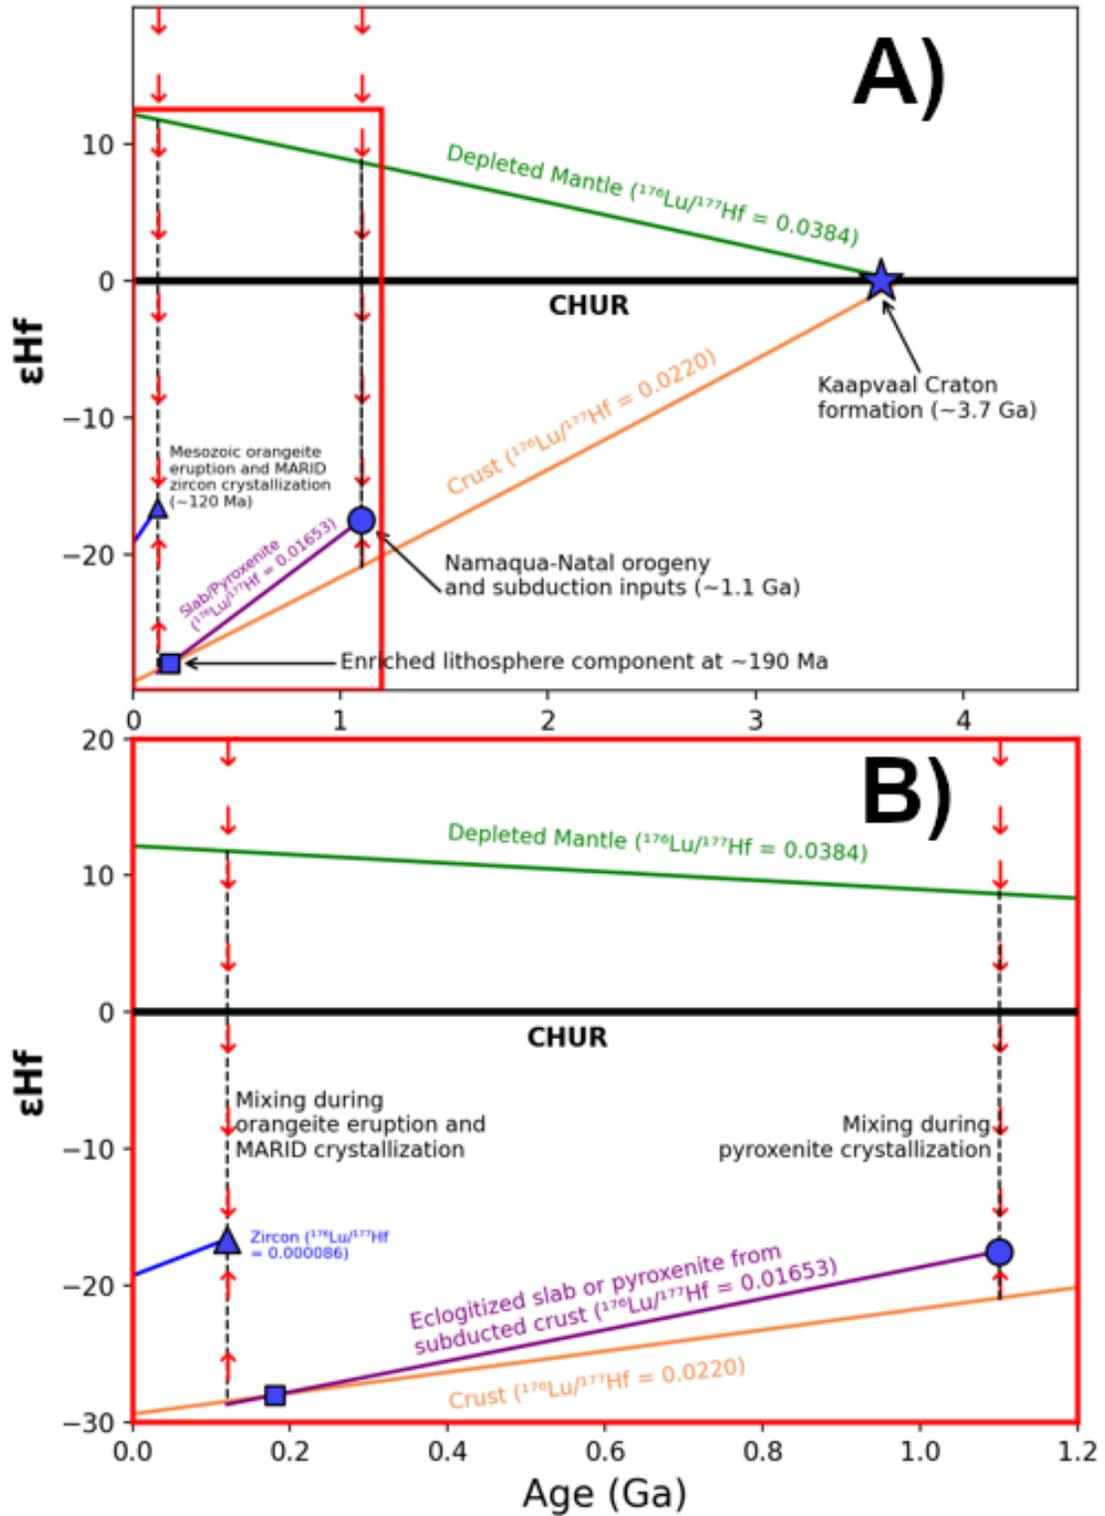 A)
10
0
−10
−20
εHf
Depleted Mantle (¹⁷⁶Lu/¹⁷⁷Hf = 0.0384)
CHUR
Crust (¹⁷⁶Lu/¹⁷⁷Hf = 0.0220)
Kaapvaal Craton
formation (~3.7 Ga)
Mesozoic orangeite
eruption and MARID
zircon crystallization
(~120 Ma)
Slab/Pyroxenite
(¹⁷⁶Lu/¹⁷⁷Hf = 0.01653)
Namaqua-Natal orogeny
and subduction inputs (~1.1 Ga)
Enriched lithosphere component at ~190 Ma
0 1 2 3 4
B)
20
10
0
−10
−20
−30
εHf
Depleted Mantle (¹⁷⁶Lu/¹⁷⁷Hf = 0.0384)
CHUR
Mixing during
orangeite eruption and
MARID crystallization
Mixing during
pyroxenite crystallization
Zircon (¹⁷⁶Lu/¹⁷⁷Hf
= 0.000086)
Eclogitized slab or pyroxenite from
subducted crust (¹⁷⁶Lu/¹⁷⁷Hf = 0.01653)
Crust (¹⁷⁶Lu/¹⁷⁷Hf = 0.0220)
0.0 0.2 0.4 0.6 0.8 1.0 1.2
Age (Ga)